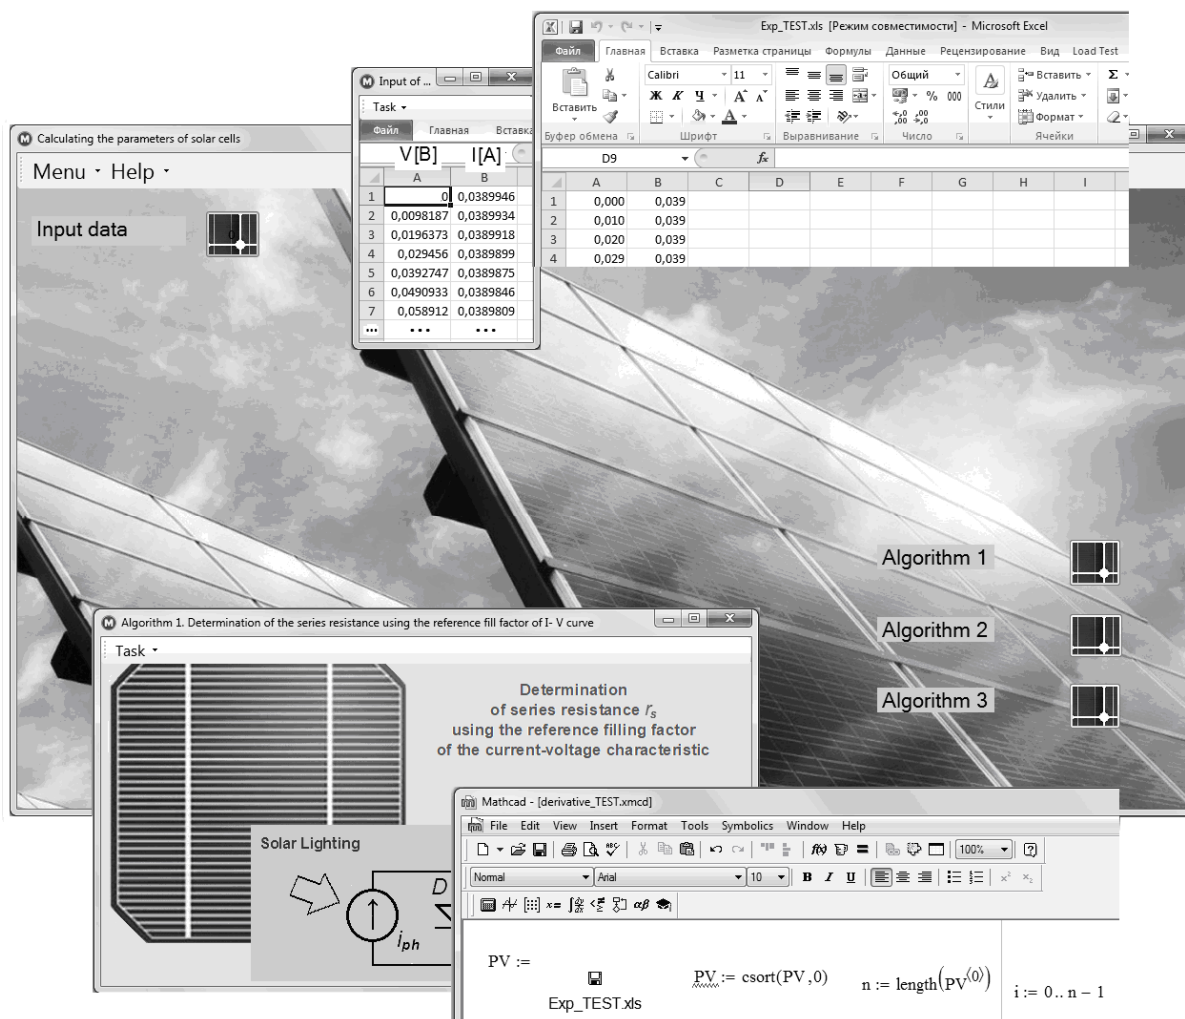 Exp_TEST.xls [Режим совместимости] - Microsoft Excel
Файл Главная Вставка Разметка страницы Формулы Данные Рецензирование Вид Load Test
Вставить
Calibri 11
Ж К Ч А А
Общий
% 000
,0 ,00
,00 ,0
А
Стили
Вставить
Удалить
Формат
Σ
Буфер обмена Шрифт Выравнивание Число Ячейки
D9 fx
A B C D E F G H I
1 0,000 0,039
2 0,010 0,039
3 0,020 0,039
4 0,029 0,039
Input of ...
Task
Файл Главная Вставка
V[B] I[A]
A B
1 0 0,0389946
2 0,0098187 0,0389934
3 0,0196373 0,0389918
4 0,029456 0,0389899
5 0,0392747 0,0389875
6 0,0490933 0,0389846
7 0,058912 0,0389809
... ... ...
Calculating the parameters of solar cells
Menu Help
Input data
Algorithm 1
Algorithm 2
Algorithm 3
Algorithm 1. Determination of the series resistance using the reference fill factor of I- V curve
Task
Determination
of series resistance rs
using the reference filling factor
of the current-voltage characteristic
Solar Lighting
D
iph
Mathcad - [derivative_TEST.xmcd]
File Edit View Insert Format Tools Symbolics Window Help
100%
Normal Arial 10 B I U
αβ
PV :=
Exp_TEST.xls
PV := csort(PV,0)
n := length(PV⟨0⟩)
i := 0 .. n − 1